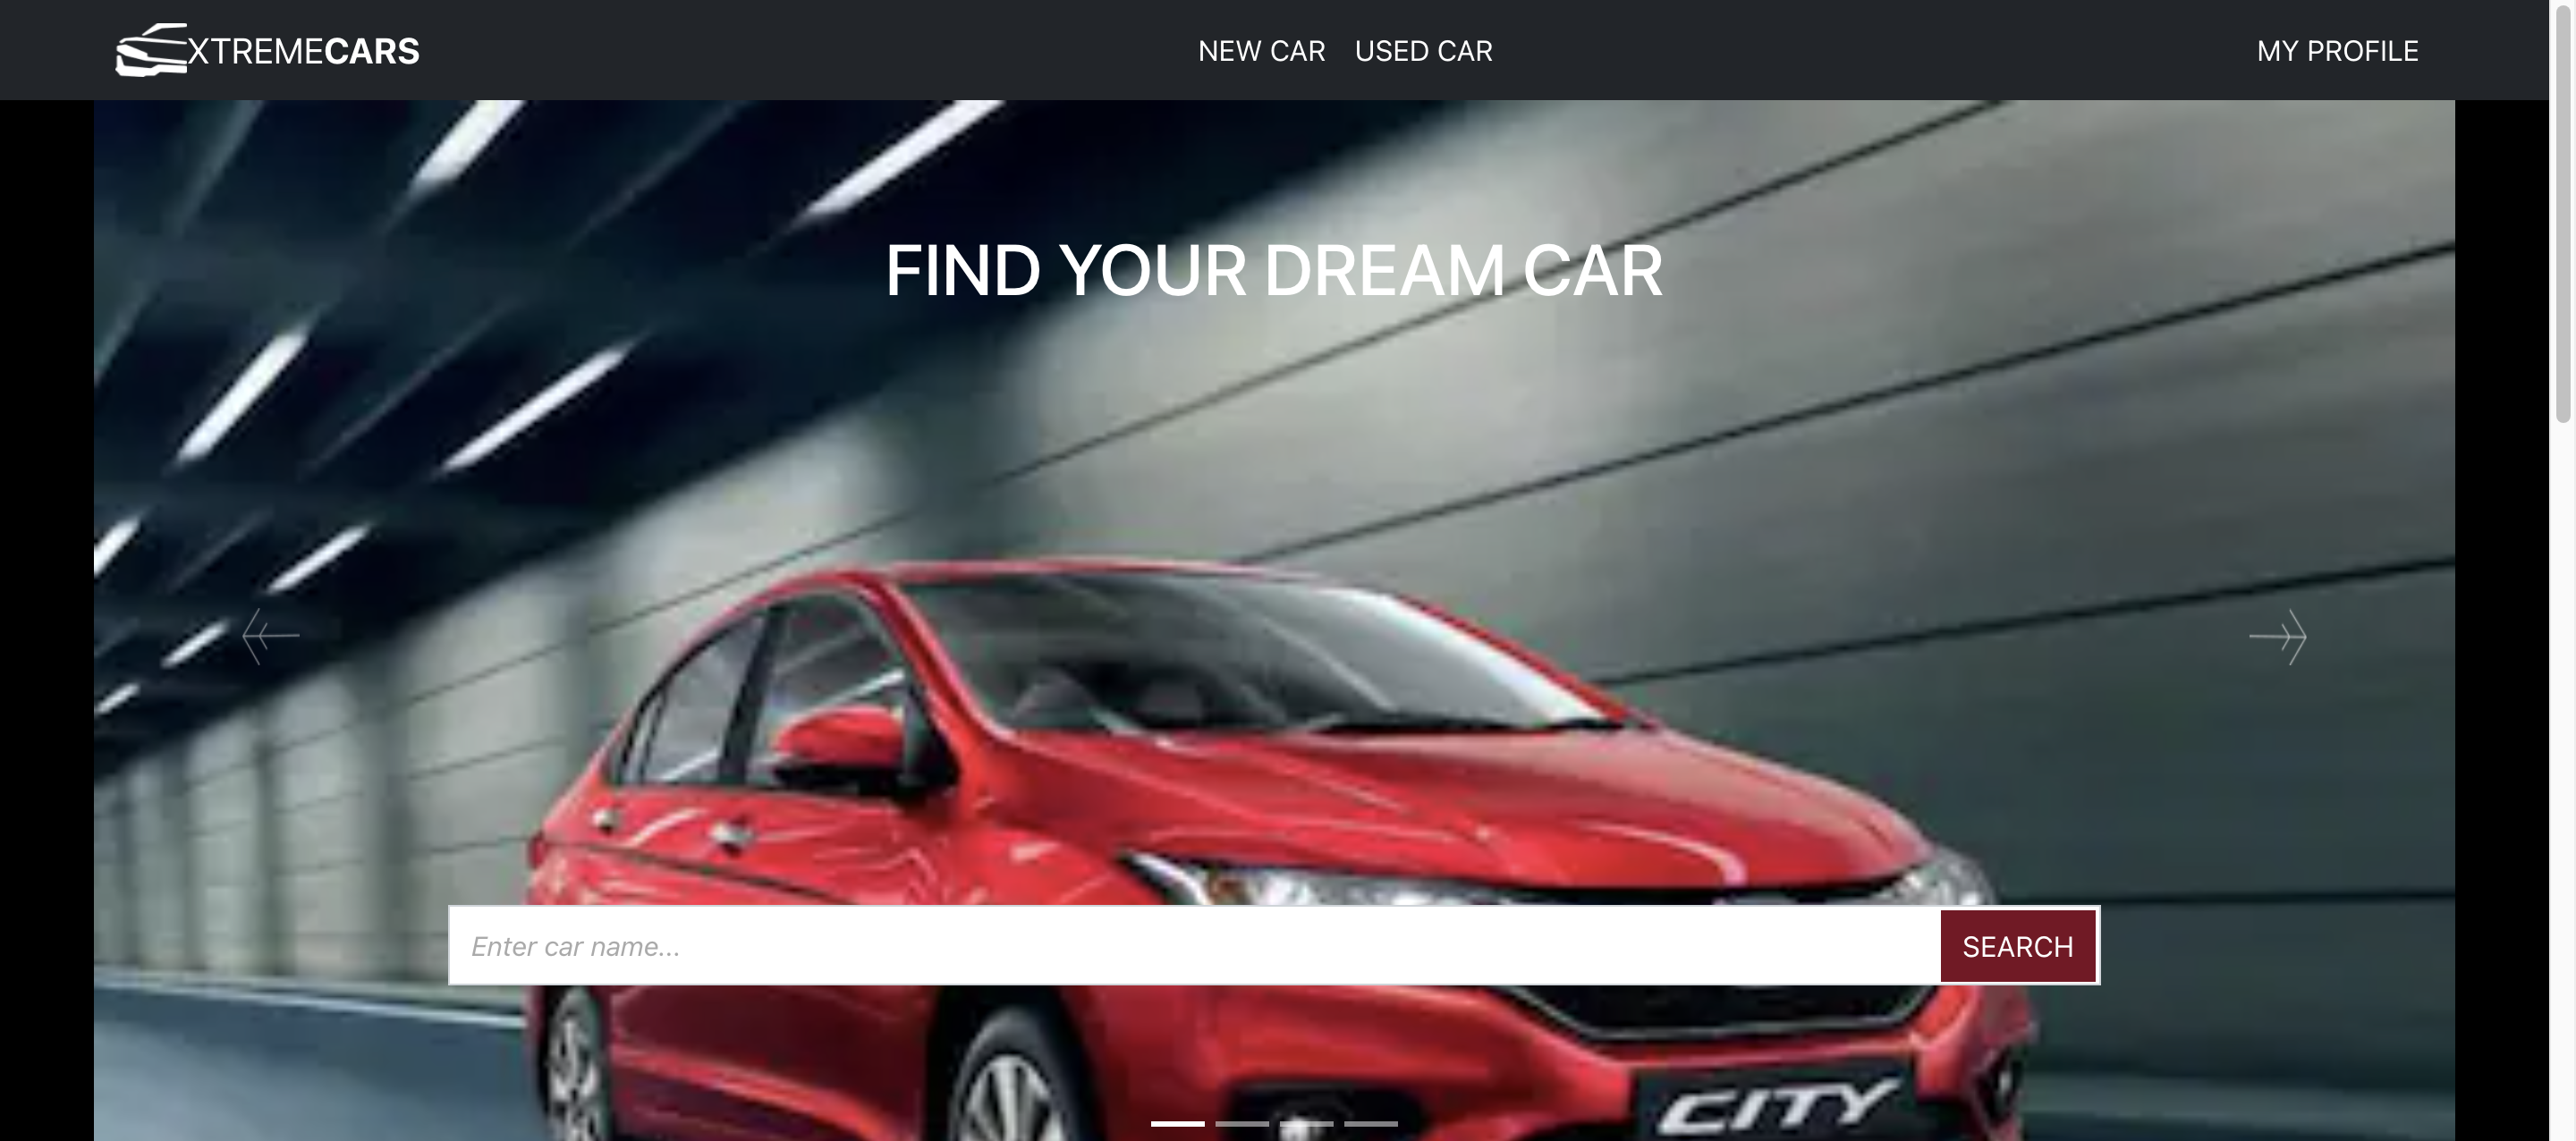 XTREMECARS
NEW CAR USED CAR
MY PROFILE
FIND YOUR DREAM CAR
Enter car name...
SEARCH
CITY